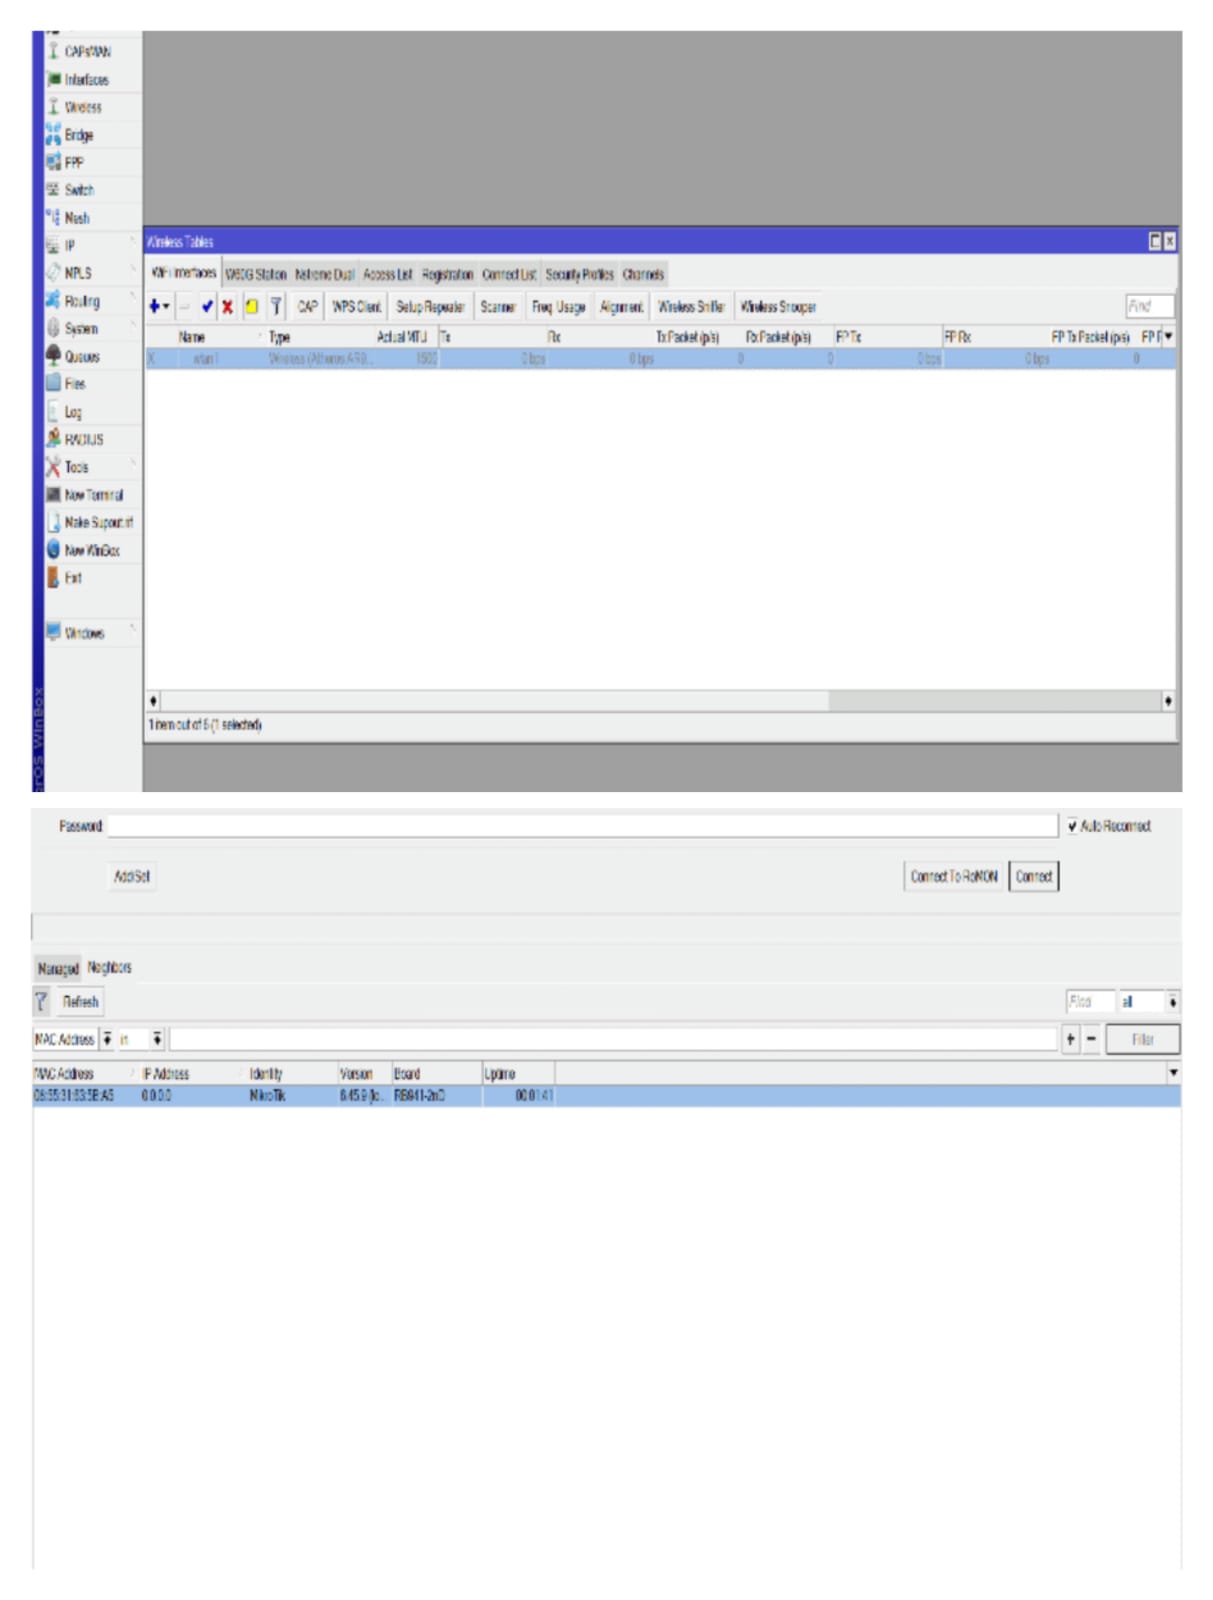 CAPsMAN
Interfaces
Wireless
Bridge
PPP
Switch
Mesh
IP
MPLS
Routing
System
Queues
Files
Log
RADIUS
Tools
New Terminal
Make Supout.rif
New WinBox
Exit
Windows
WinBox
Wireless Tables
WiFi Interfaces W60G Station Nstreme Dual Access List Registration Connect List Security Profiles Channels
CAP WPS Client Setup Repeater Scanner Freq. Usage Alignment Wireless Sniffer Wireless Snooper Find
Name Type Actual MTU Tx Rx Tx Packet (p/s) Rx Packet (p/s) FP Tx FP Rx FP Tx Packet (p/s) FP
X wlan1 Wireless (Atheros AR9... 1500 0 bps 0 bps 0 0 0 bps 0 bps 0
1 item out of 6 (1 selected)
Password: Auto Reconnect
Add/Set Connect To RoMON Connect
Managed Neighbors
Refresh Find all
MAC Address in + − Filter
MAC Address IP Address Identity Version Board Uptime
0.0.0.0 MikroTik 6.45.9 (lo... RB941-2nD 00:01:41